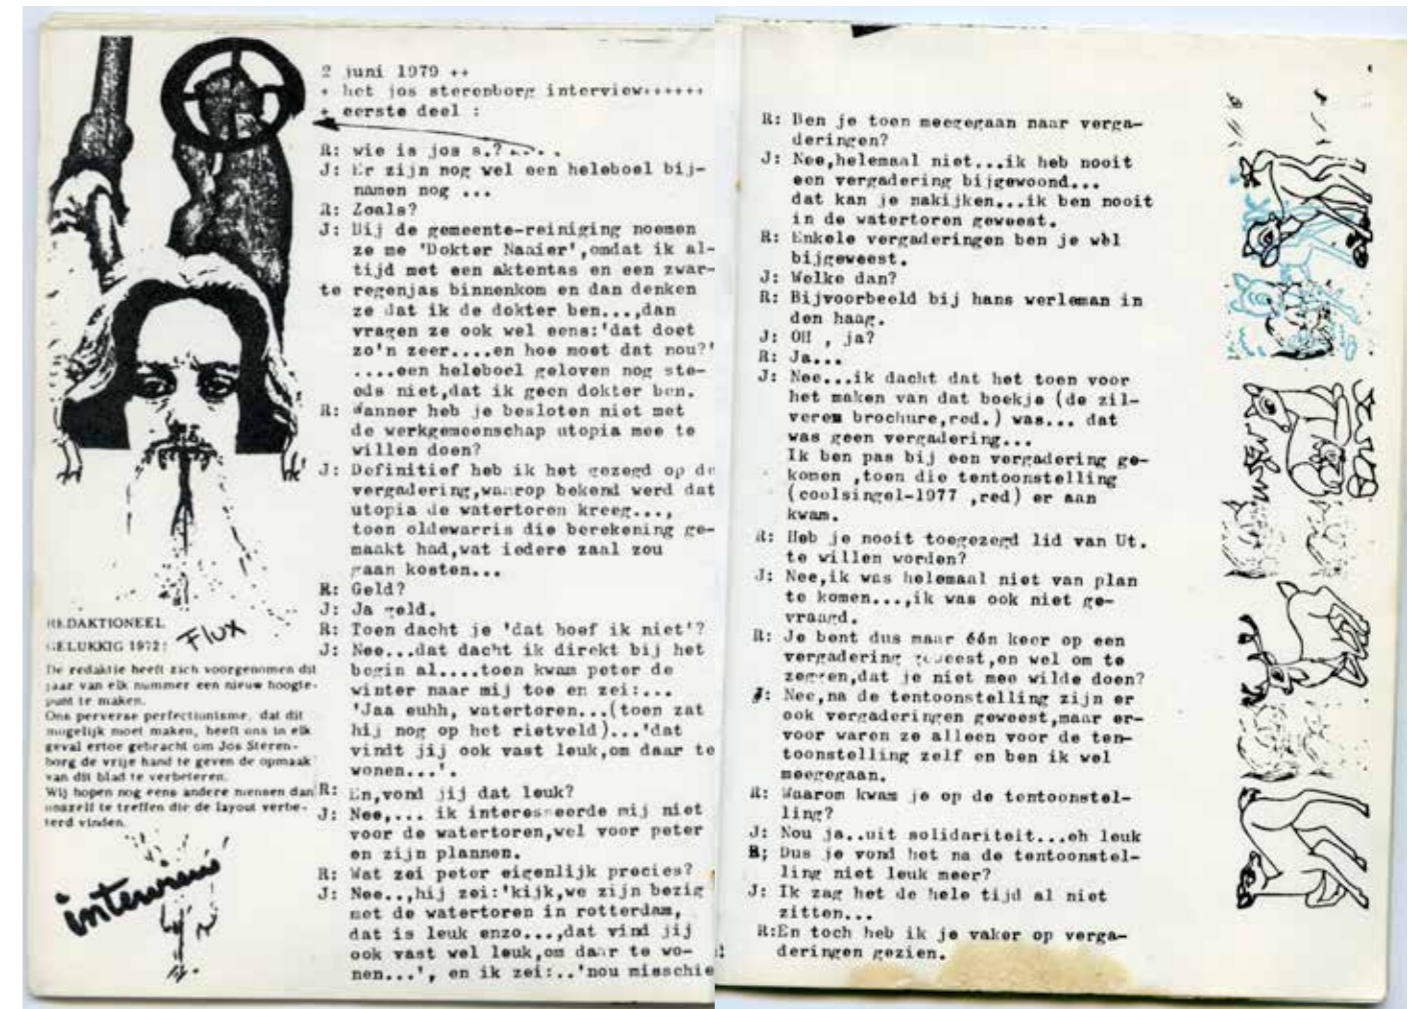 2 juni 1979 ++
+ het jos sterenborg interview++++++
+ eerste deel :
R: wie is jos s.?
J: Er zijn nog wel een heleboel bij-
namen nog ...
R: Zoals?
J: Bij de gemeente-reiniging noemen
ze me 'Dokter Naaier',omdat ik al-
tijd met een aktentas en een zwar-
te regenjas binnenkom en dan denken
ze dat ik de dokter ben...,dan
vragen ze ook wel eens:'dat doet
zo'n zeer....en hoe moet dat nou?'
....een heleboel geloven nog ste-
eds niet,dat ik geen dokter ben.
R: Wanner heb je besloten niet met
de werkgemeenschap utopia mee te
willen doen?
J: Definitief heb ik het gezegd op de
vergadering,waarop bekend werd dat
utopia de watertoren kreeg...,
toen oldewarris die berekening ge-
maakt had,wat iedere zaal zou
gaan kosten...
R: Geld?
J: Ja geld.
R: Toen dacht je 'dat hoef ik niet'?
J: Nee...dat dacht ik direkt bij het
begin al....toen kwam peter de
winter naar mij toe en zei:...
'Jaa euhh, watertoren...(toen zat
hij nog op het rietveld)...'dat
vindt jij ook vast leuk,om daar te
wonen...'.
R: En,vond jij dat leuk?
J: Nee,... ik interesseerde mij niet
voor de watertoren,wel voor peter
en zijn plannen.
R: Wat zei peter eigenlijk precies?
J: Nee..,hij zei:'kijk,we zijn bezig
met de watertoren in rotterdam,
dat is leuk enzo...,dat vind jij
ook vast wel leuk,om daar te wo-
nen...', en ik zei:..'nou misschie
REDAKTIONEEL
GELUKKIG 1972!
Flux
De redaktie heeft zich voorgenomen dit
jaar van elk nummer een nieuw hoogte-
punt te maken.
Ons perverse perfectionisme, dat dit
mogelijk moet maken, heeft ons in elk
geval ertoe gebracht om Jos Steren-
borg de vrije hand te geven de opmaak
van dit blad te verbeteren.
Wij hopen nog eens andere mensen dan
onszelf te treffen die de layout verbe-
terd vinden.
interview
R: Ben je toen meegegaan naar verga-
deringen?
J: Nee,helemaal niet...ik heb nooit
een vergadering bijgewoond...
dat kan je nakijken...ik ben nooit
in de watertoren geweest.
R: Enkele vergaderingen ben je wèl
bijgeweest.
J: Welke dan?
R: Bijvoorbeeld bij hans werleman in
den haag.
J: OH , ja?
R: Ja...
J: Nee...ik dacht dat het toen voor
het maken van dat boekje (de zil-
verem brochure,red.) was... dat
was geen vergadering...
Ik ben pas bij een vergadering ge-
komen ,toen die tentoonstelling
(coolsingel-1977 ,red) er aan
kwam.
R: Heb je nooit toegezegd lid van Ut.
te willen worden?
J: Nee,ik was helemaal niet van plan
te komen...,ik was ook niet ge-
vraagd.
R: Je bent dus maar één keer op een
vergadering geweest,en wel om te
zeggen,dat je niet mee wilde doen?
J: Nee,na de tentoonstelling zijn er
ook vergaderingen geweest,maar er-
voor waren ze alleen voor de ten-
toonstelling zelf en ben ik wel
meegegaan.
R: Waarom kwam je op de tentoonstel-
ling?
J: Nou ja..uit solidariteit...eh leuk
R; Dus je vond het na de tentoonstel-
ling niet leuk meer?
J: Ik zag het de hele tijd al niet
zitten...
R:En toch heb ik je vaker op verga-
deringen gezien.